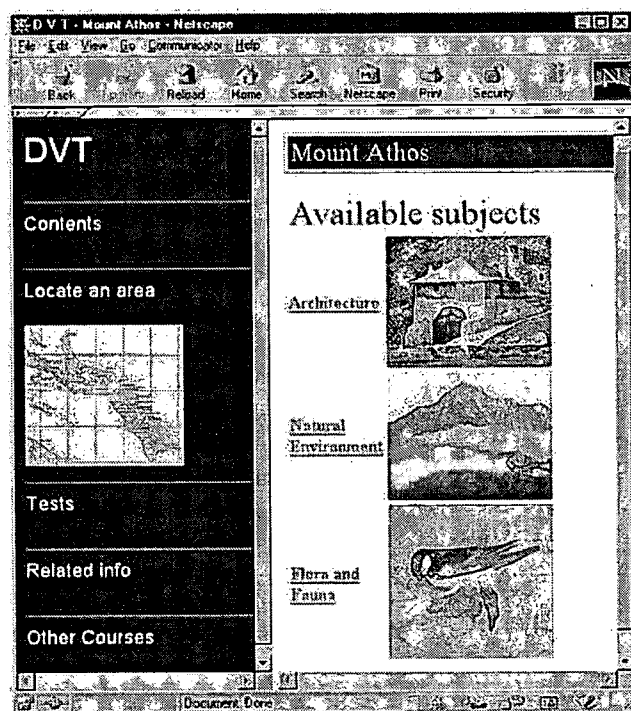 D V T - Mount Athos - Netscape
File Edit View Go Communicator Help
Back Reload Home Search Netscape Print Security
DVT
Contents
Locate an area
Tests
Related info
Other Courses
Mount Athos
Available subjects
Architecture
Natural
Environment
Flora and
Fauna
Document: Done